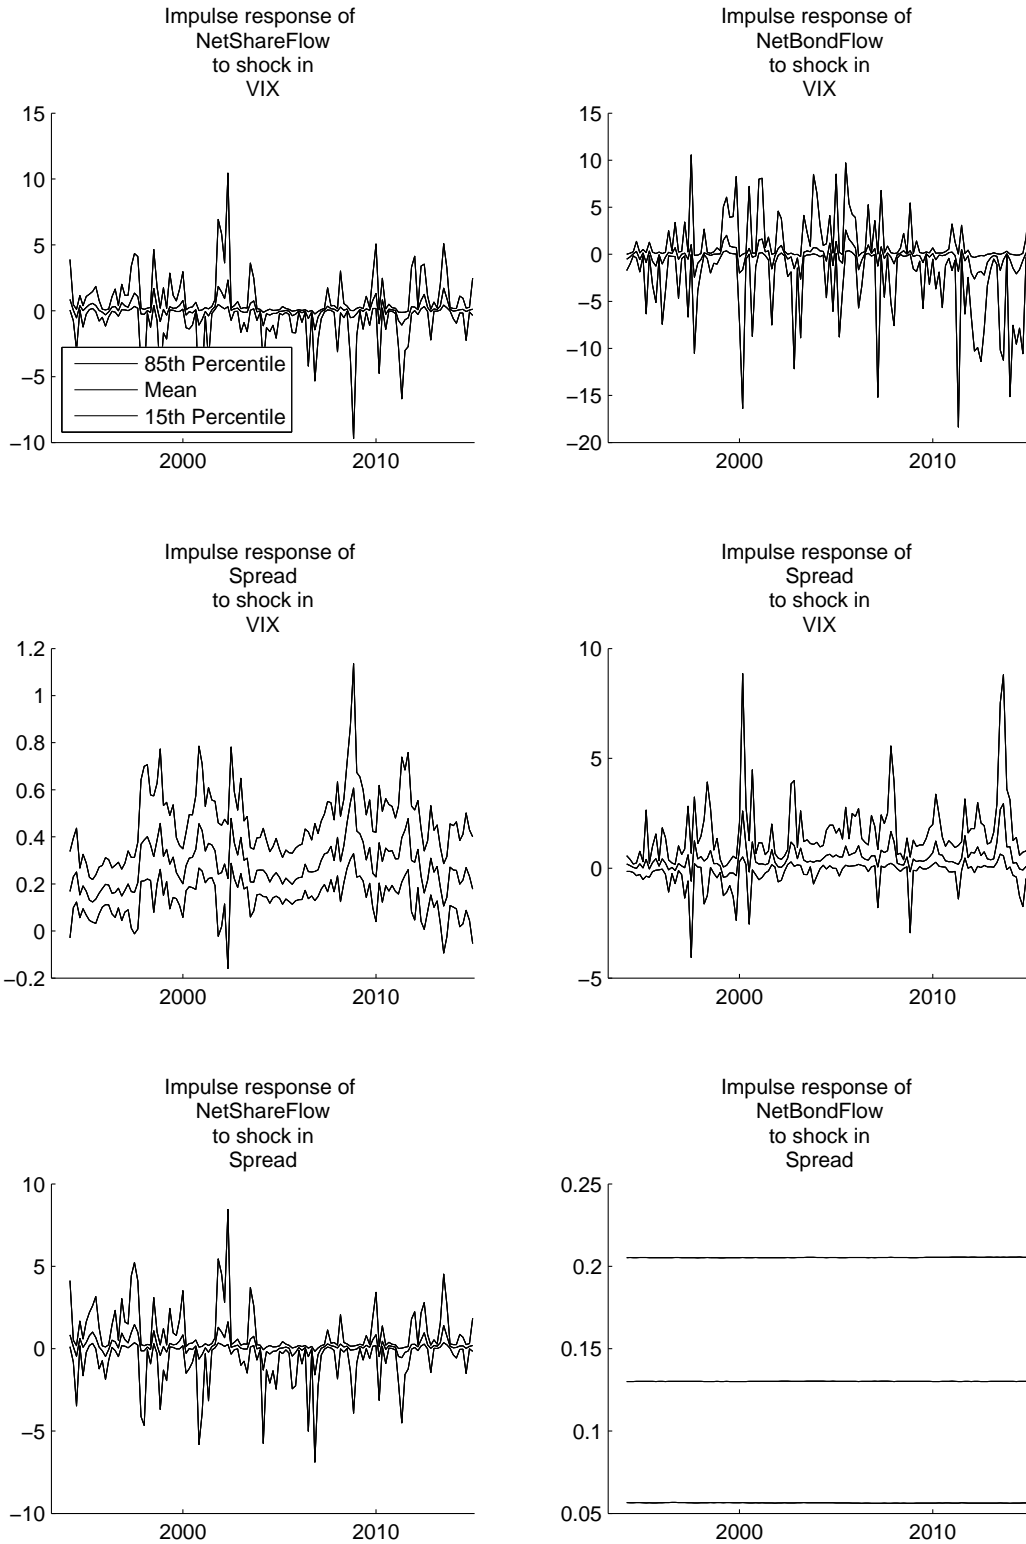 Impulse response of
NetShareFlow
to shock in
VIX
15
10
5
0
−5
−10
2000
2010
85th Percentile
Mean
15th Percentile
Impulse response of
NetBondFlow
to shock in
VIX
15
10
5
0
−5
−10
−15
−20
2000
2010
Impulse response of
Spread
to shock in
VIX
1.2
1
0.8
0.6
0.4
0.2
0
−0.2
2000
2010
Impulse response of
Spread
to shock in
VIX
10
5
0
−5
2000
2010
Impulse response of
NetShareFlow
to shock in
Spread
10
5
0
−5
−10
2000
2010
Impulse response of
NetBondFlow
to shock in
Spread
0.25
0.2
0.15
0.1
0.05
2000
2010